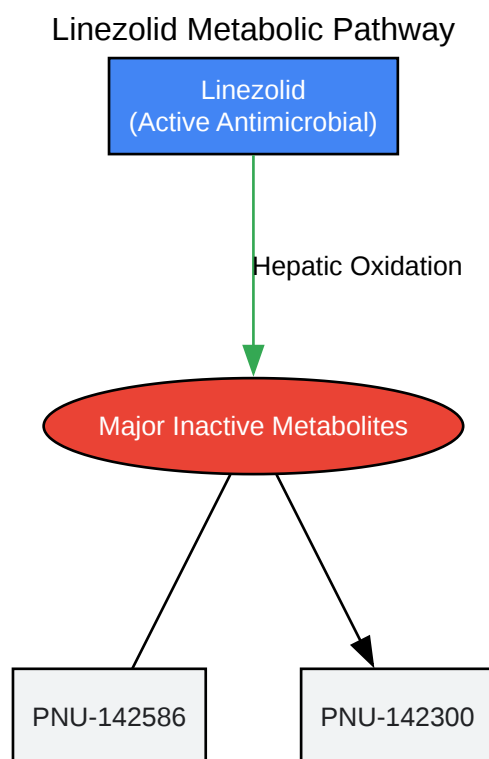 Linezolid Metabolic Pathway
Linezolid
(Active Antimicrobial)
Hepatic Oxidation
Major Inactive Metabolites
PNU-142586
PNU-142300